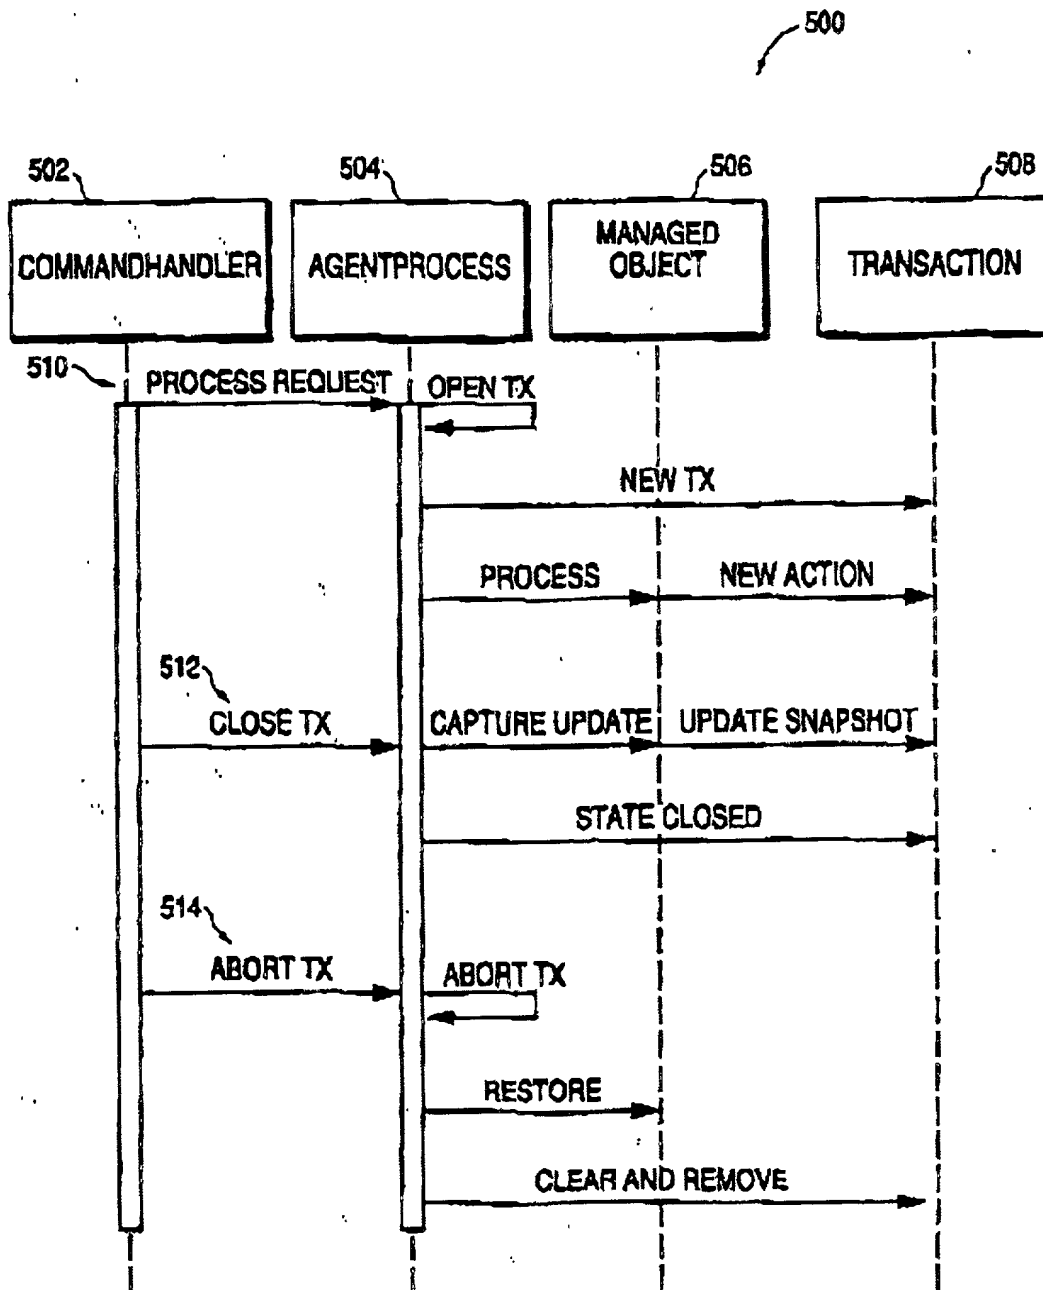 500
502
504
506
508
COMMANDHANDLER
AGENTPROCESS
MANAGED
OBJECT
TRANSACTION
510
PROCESS REQUEST
OPEN TX
NEW TX
PROCESS
NEW ACTION
512
CLOSE TX
CAPTURE UPDATE
UPDATE SNAPSHOT
STATE CLOSED
514
ABORT TX
ABORT TX
RESTORE
CLEAR AND REMOVE